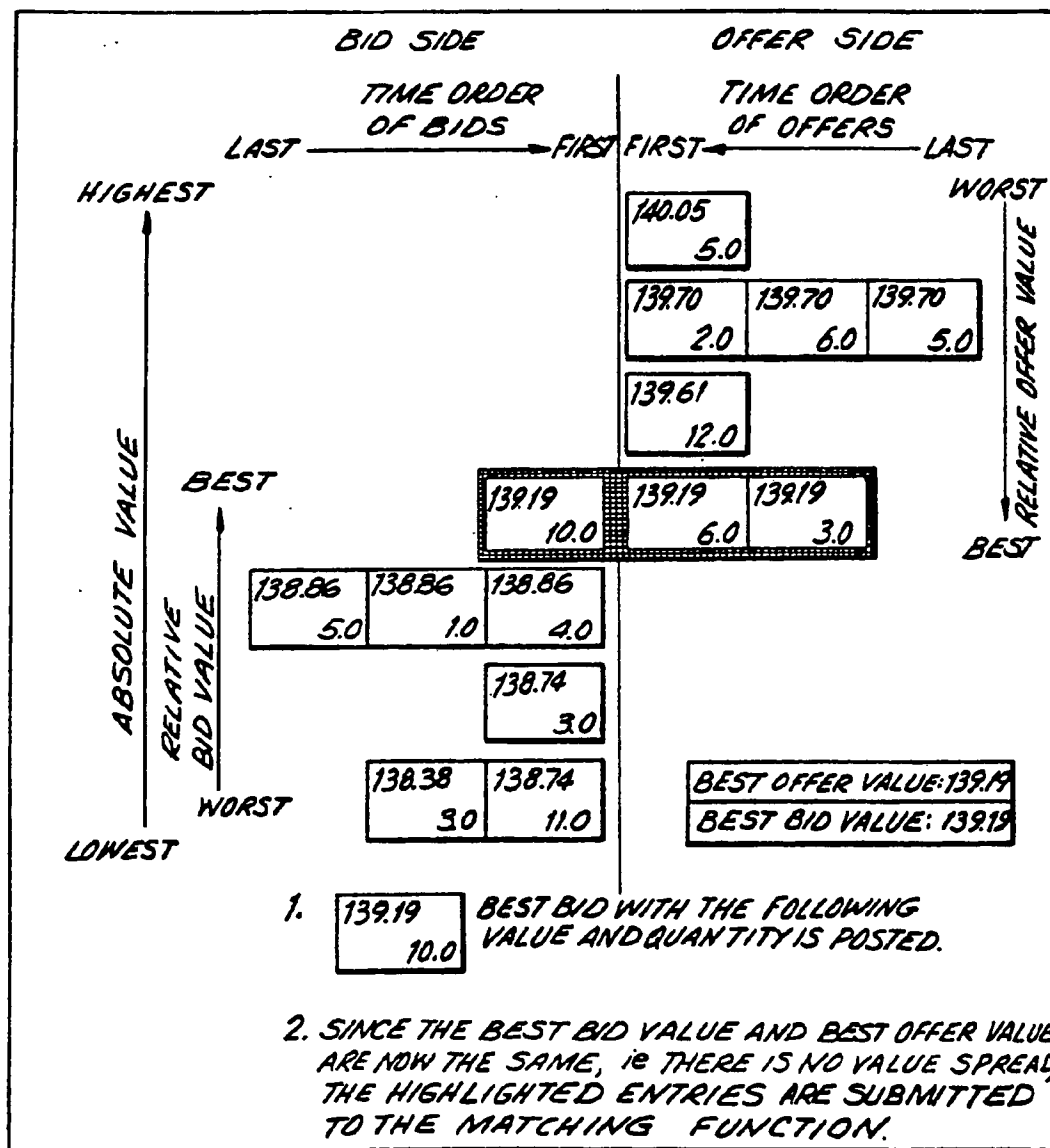 BID SIDE
OFFER SIDE
TIME ORDER
OF BIDS
TIME ORDER
OF OFFERS
LAST
FIRST
FIRST
LAST
HIGHEST
WORST
140.05
5.0
139.70
139.70
139.70
2.0
6.0
5.0
139.61
12.0
RELATIVE OFFER VALUE
BEST
139.19
139.19
139.19
10.0
6.0
3.0
BEST
138.86
138.86
138.86
5.0
1.0
4.0
ABSOLUTE VALUE
RELATIVE
BID VALUE
138.74
3.0
138.38
138.74
3.0
11.0
WORST
LOWEST
BEST OFFER VALUE: 139.19
BEST BID VALUE: 139.19
1.
139.19
10.0
BEST BID WITH THE FOLLOWING
VALUE AND QUANTITY IS POSTED.
2. SINCE THE BEST BID VALUE AND BEST OFFER VALUE
ARE NOW THE SAME, ie THERE IS NO VALUE SPREAD,
THE HIGHLIGHTED ENTRIES ARE SUBMITTED
TO THE MATCHING FUNCTION.